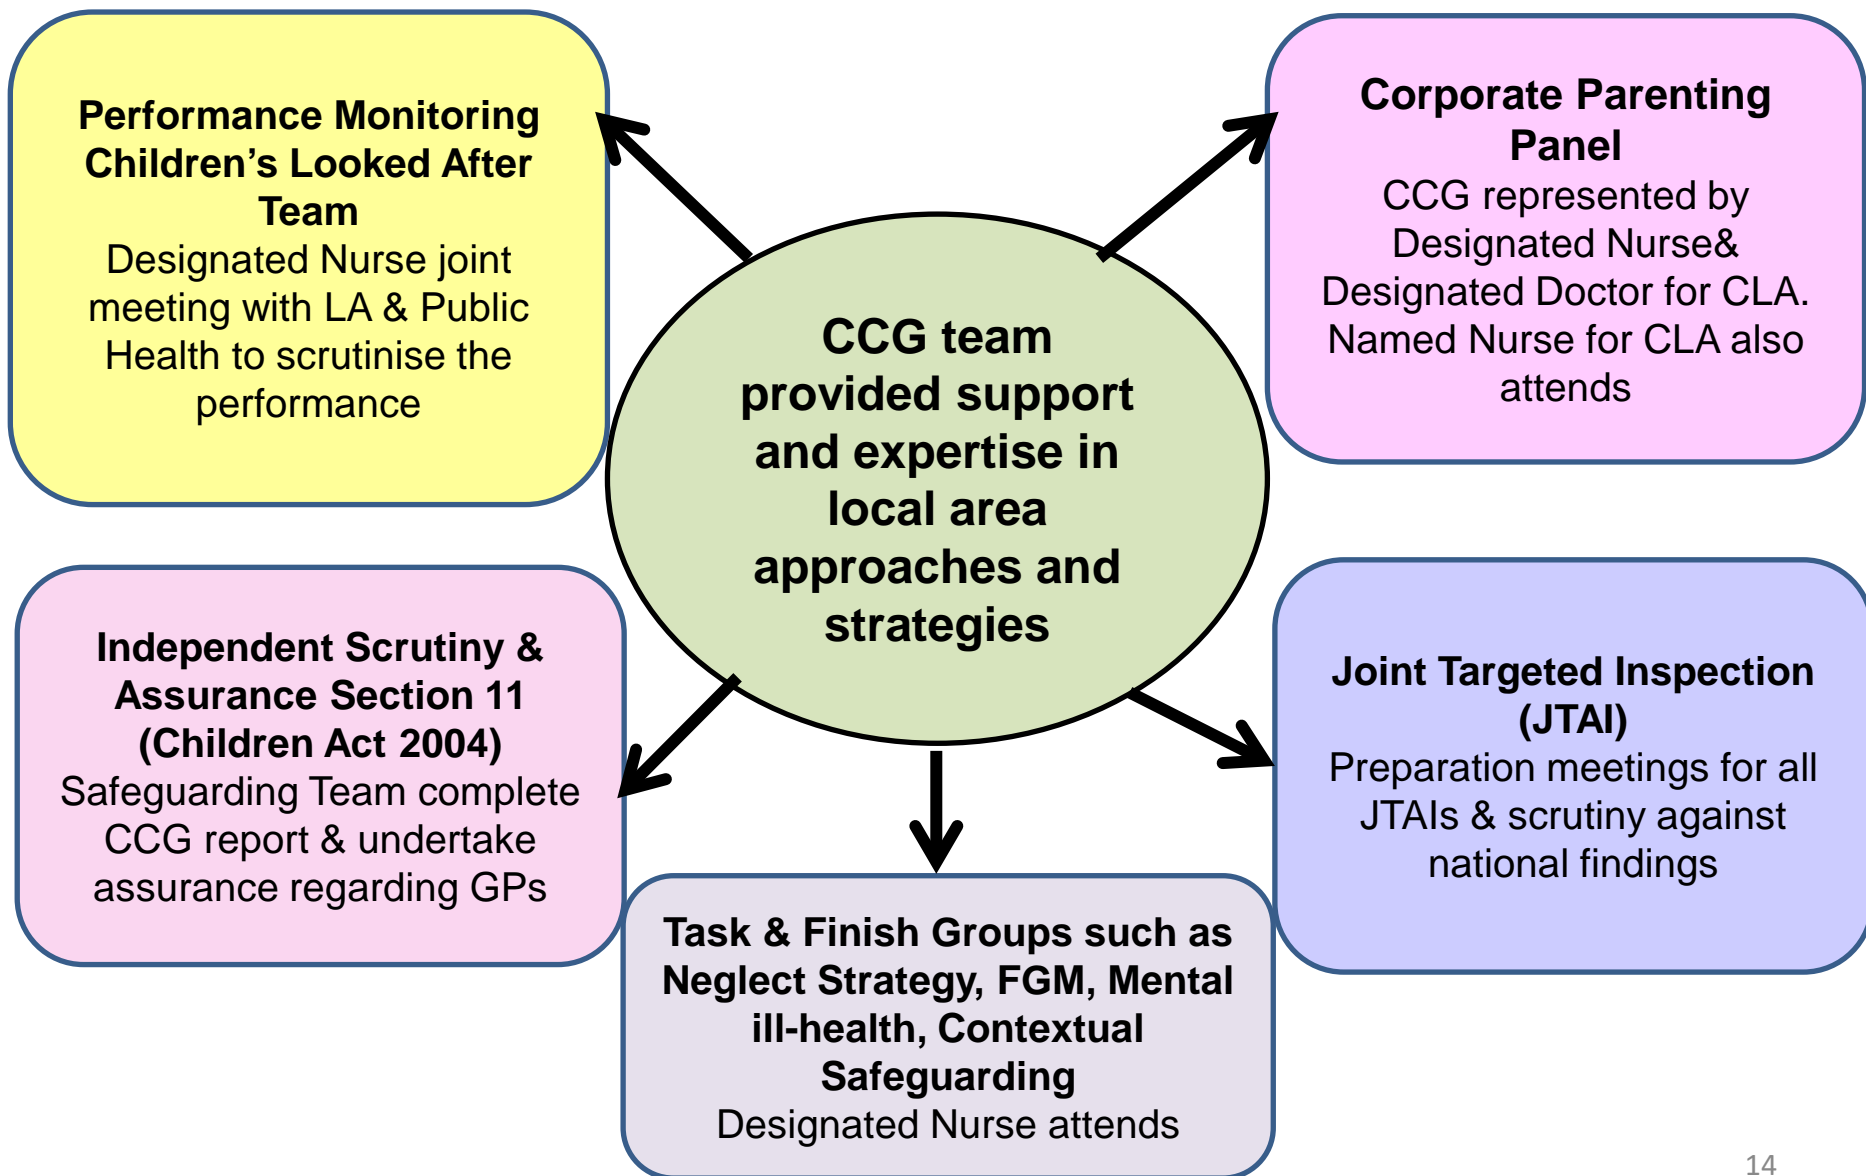 Performance Monitoring
Children’s Looked After
Team
Designated Nurse joint
meeting with LA & Public
Health to scrutinise the
performance
Corporate Parenting
Panel
CCG represented by
Designated Nurse&
Designated Doctor for CLA.
Named Nurse for CLA also
attends
CCG team
provided support
and expertise in
local area
approaches and
strategies
Independent Scrutiny &
Assurance Section 11
(Children Act 2004)
Safeguarding Team complete
CCG report & undertake
assurance regarding GPs
Joint Targeted Inspection
(JTAI)
Preparation meetings for all
JTAIs & scrutiny against
national findings
Task & Finish Groups such as
Neglect Strategy, FGM, Mental
ill-health, Contextual
Safeguarding
Designated Nurse attends
14